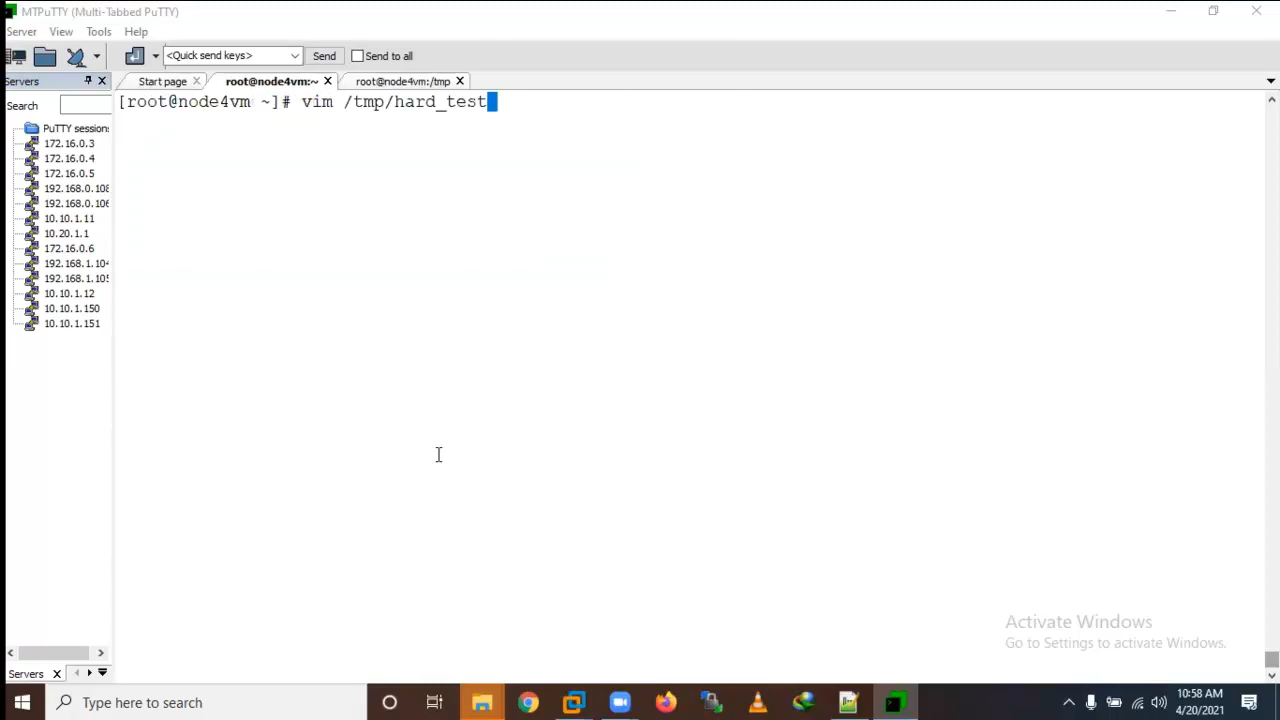 MTPuTTY (Multi-Tabbed PuTTY)
Server View Tools Help
<Quick send keys> Send Send to all
Servers
Start page root@node4vm:~ root@node4vm:/tmp
Search
[root@node4vm ~]# vim /tmp/hard_test
PuTTY sessions
172.16.0.3
172.16.0.4
172.16.0.5
192.168.0.108
192.168.0.106
10.10.1.11
10.20.1.1
172.16.0.6
192.168.1.104
192.168.1.105
10.10.1.12
10.10.1.150
10.10.1.151
Activate Windows
Go to Settings to activate Windows.
Servers
Type here to search
10:58 AM
4/20/2021